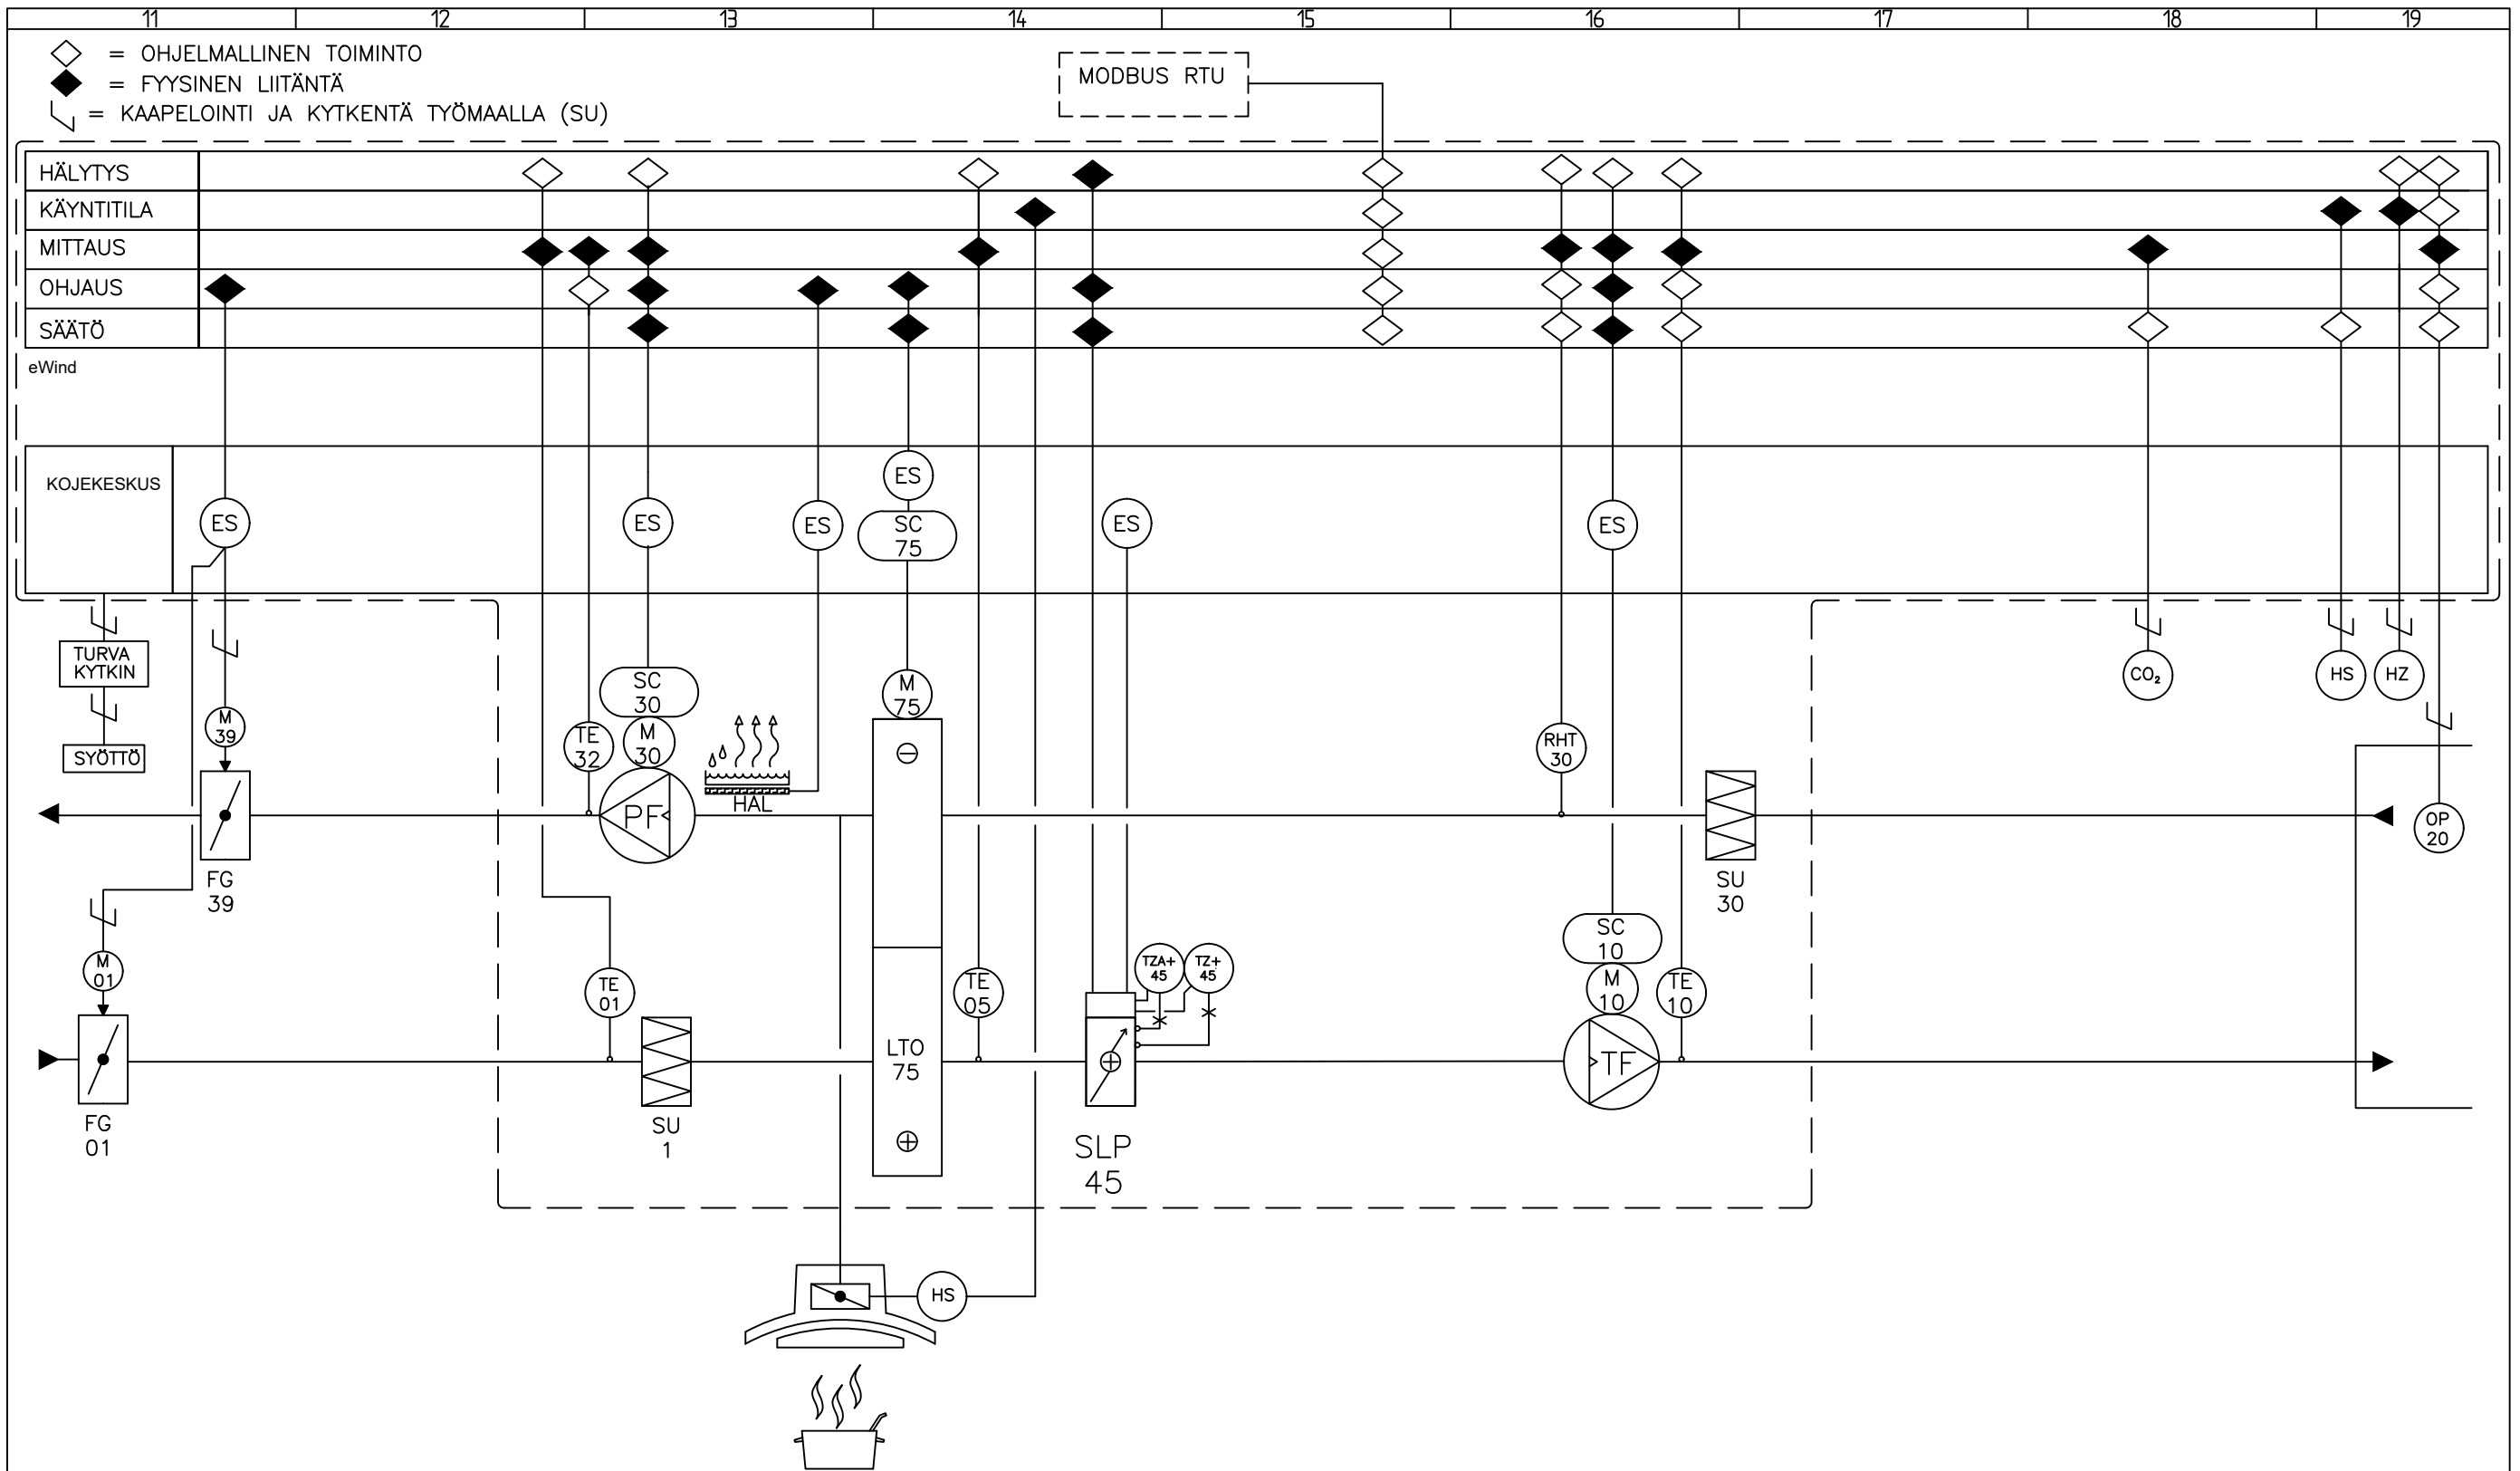 11 12 13 14 15 16 17 18 19
= OHJELMALLINEN TOIMINTO
= FYYSINEN LIITÄNTÄ
= KAAPELOINTI JA KYTKENTÄ TYÖMAALLA (SU)
MODBUS RTU
HÄLYTYS
KÄYNTITILA
MITTAUS
OHJAUS
SÄÄTÖ
eWind
KOJEKESKUS
ES
ES
ES
ES
SC
75
ES
ES
TURVA
KYTKIN
SYÖTTÖ
M
39
TE
32
SC
30
M
30
M
75
RHT
30
CO₂
HS
HZ
HAL
PF
OP
20
FG
39
SU
30
M
01
TE
01
TE
05
TZA+
45
TZ+
45
SC
10
M
10
TE
10
LTO
75
TF
FG
01
SU
1
SLP
45
HS